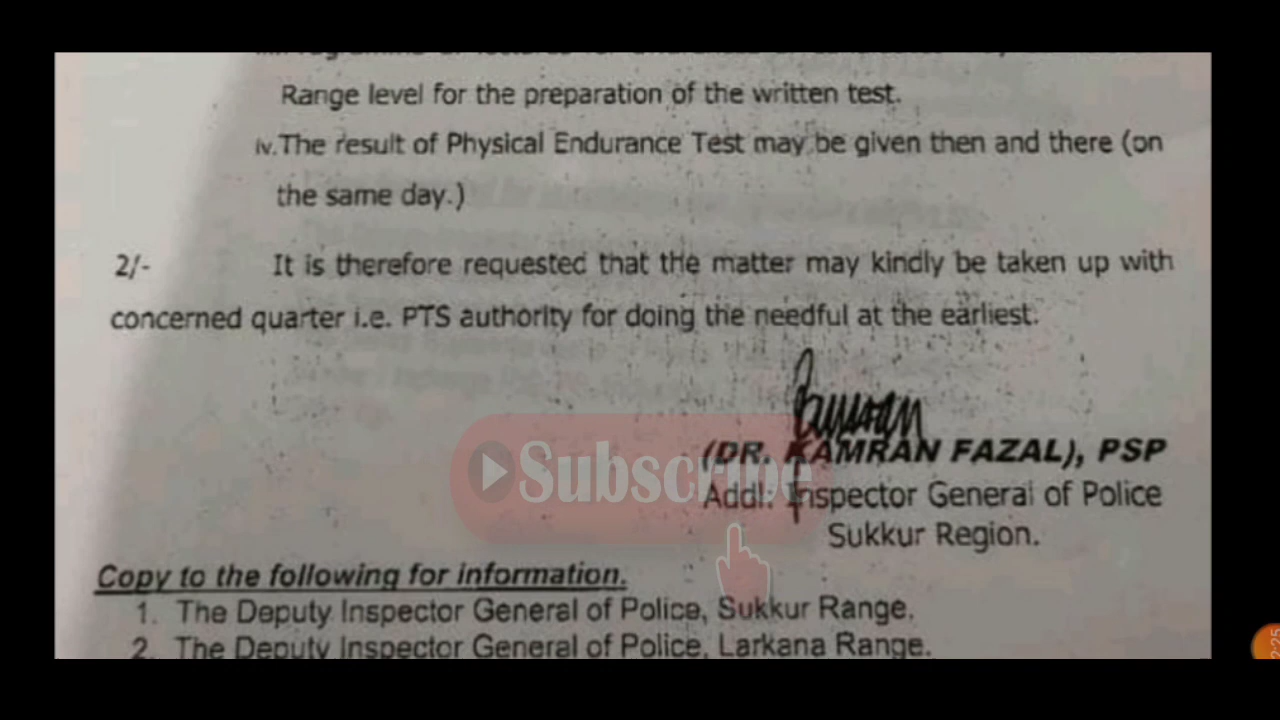 Range level for the preparation of the written test.
iv. The result of Physical Endurance Test may be given then and there (on
the same day.)
2/- It is therefore requested that the matter may kindly be taken up with
concerned quarter i.e. PTS authority for doing the needful at the earliest.
(DR. KAMRAN FAZAL), PSP
Subscribe
Addl: Inspector General of Police
Sukkur Region.
Copy to the following for information.
1. The Deputy Inspector General of Police, Sukkur Range.
2. The Deputy Inspector General of Police, Larkana Range.